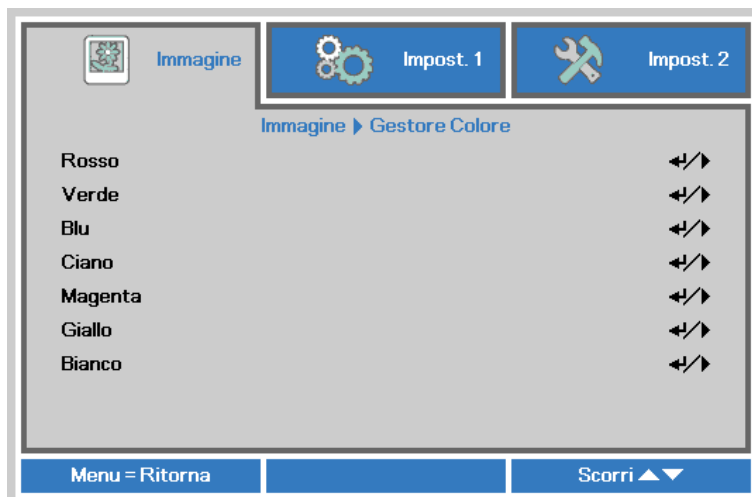 Immagine Impost. 1 Impost. 2
Immagine Gestore Colore
Rosso
Verde
Blu
Ciano
Magenta
Giallo
Bianco
Menu = Ritorna Scorri